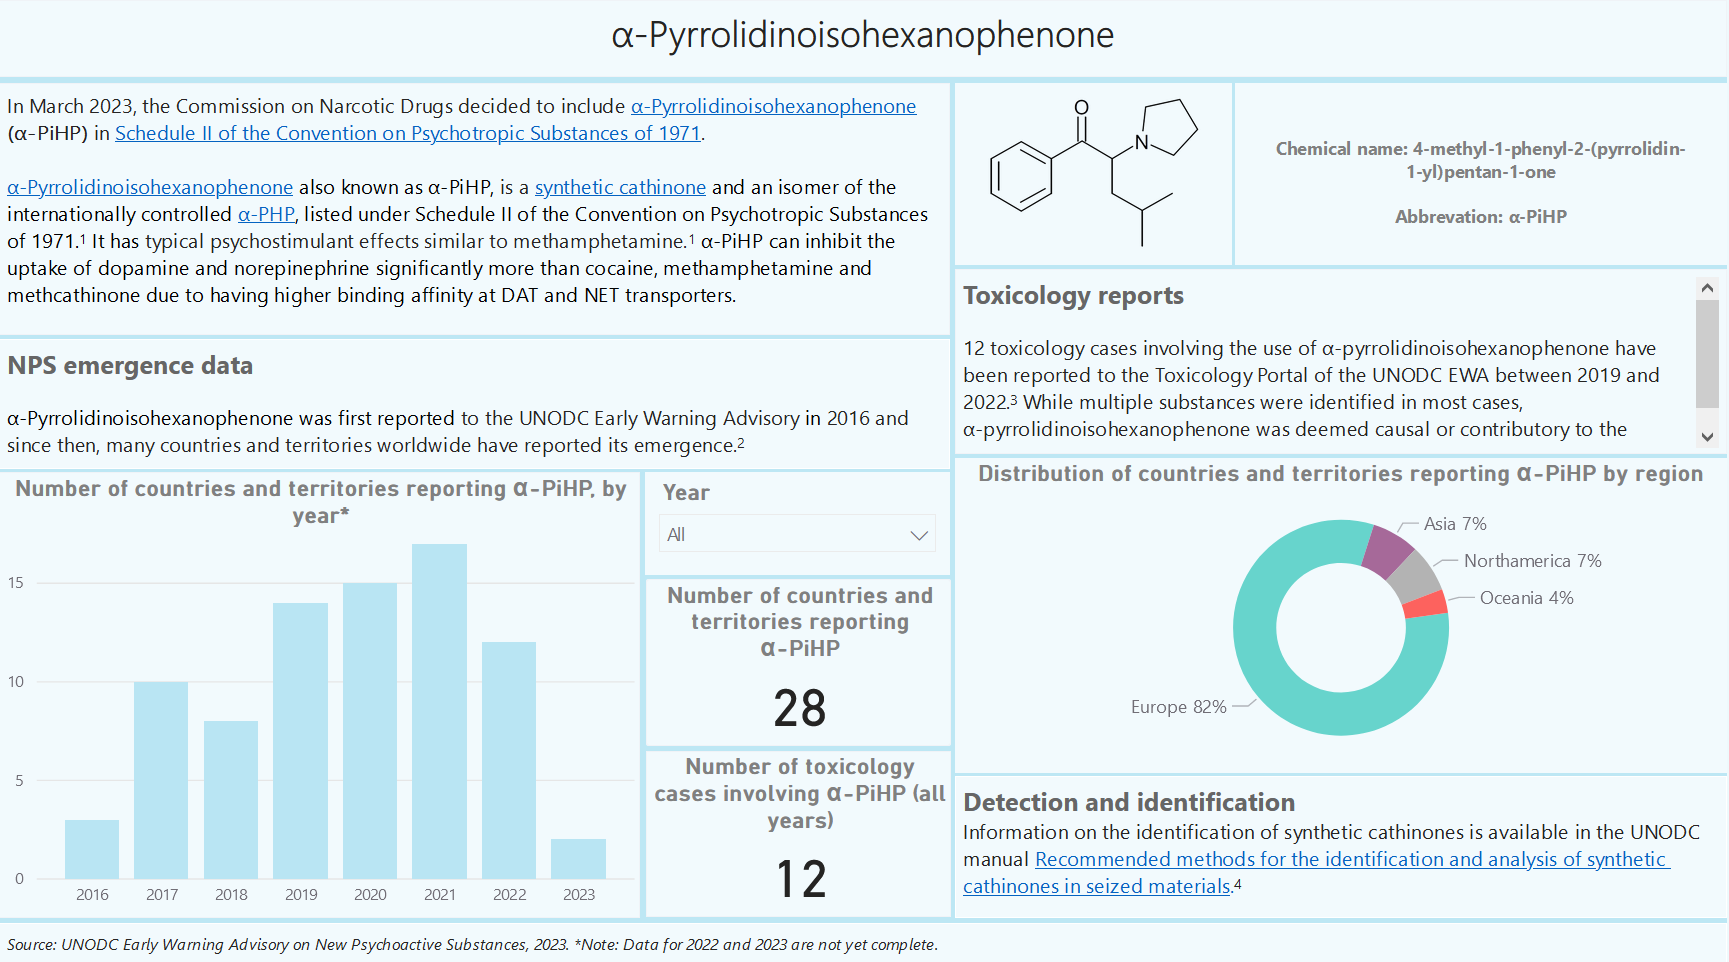 α-Pyrrolidinoisohexanophenone
In March 2023, the Commission on Narcotic Drugs decided to include α-Pyrrolidinoisohexanophenone
(α-PiHP) in Schedule II of the Convention on Psychotropic Substances of 1971.
α-Pyrrolidinoisohexanophenone also known as α-PiHP, is a synthetic cathinone and an isomer of the
internationally controlled α-PHP, listed under Schedule II of the Convention on Psychotropic Substances
of 1971.¹ It has typical psychostimulant effects similar to methamphetamine.¹ α-PiHP can inhibit the
uptake of dopamine and norepinephrine significantly more than cocaine, methamphetamine and
methcathinone due to having higher binding affinity at DAT and NET transporters.
O
N
Chemical name: 4-methyl-1-phenyl-2-(pyrrolidin-
1-yl)pentan-1-one
Abbrevation: α-PiHP
NPS emergence data
α-Pyrrolidinoisohexanophenone was first reported to the UNODC Early Warning Advisory in 2016 and
since then, many countries and territories worldwide have reported its emergence.²
Toxicology reports
12 toxicology cases involving the use of α-pyrrolidinoisohexanophenone have
been reported to the Toxicology Portal of the UNODC EWA between 2019 and
2022.³ While multiple substances were identified in most cases,
α-pyrrolidinoisohexanophenone was deemed causal or contributory to the
Number of countries and territories reporting α-PiHP, by
year*
15
10
5
0
2016 2017 2018 2019 2020 2021 2022 2023
Year
All
Number of countries and
territories reporting
α-PiHP
28
Number of toxicology
cases involving α-PiHP (all
years)
12
Distribution of countries and territories reporting α-PiHP by region
Asia 7%
Northamerica 7%
Oceania 4%
Europe 82%
Detection and identification
Information on the identification of synthetic cathinones is available in the UNODC
manual Recommended methods for the identification and analysis of synthetic
cathinones in seized materials.⁴
Source: UNODC Early Warning Advisory on New Psychoactive Substances, 2023. *Note: Data for 2022 and 2023 are not yet complete.